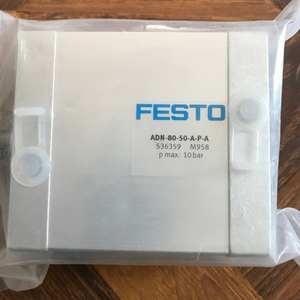 FESTO
ADN-80-50-A-P-A
536359 M958
p max: 10 bar